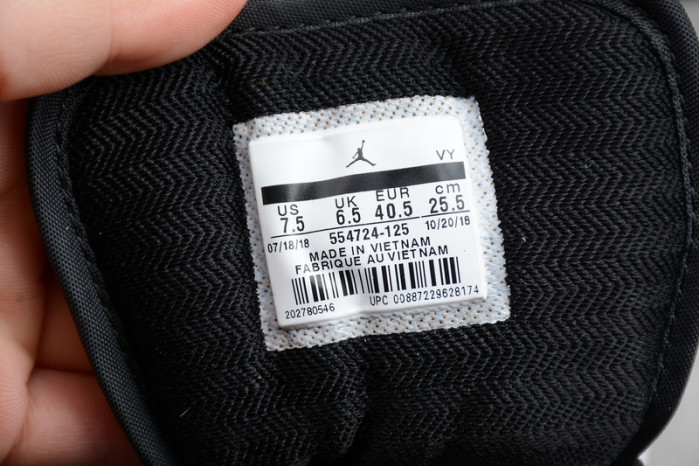 VY
US UK EUR cm
7.5 6.5 40.5 25.5
07/18/18 554724-125 10/20/18
MADE IN VIETNAM
FABRIQUE AU VIETNAM
202780546 UPC 00887229628174